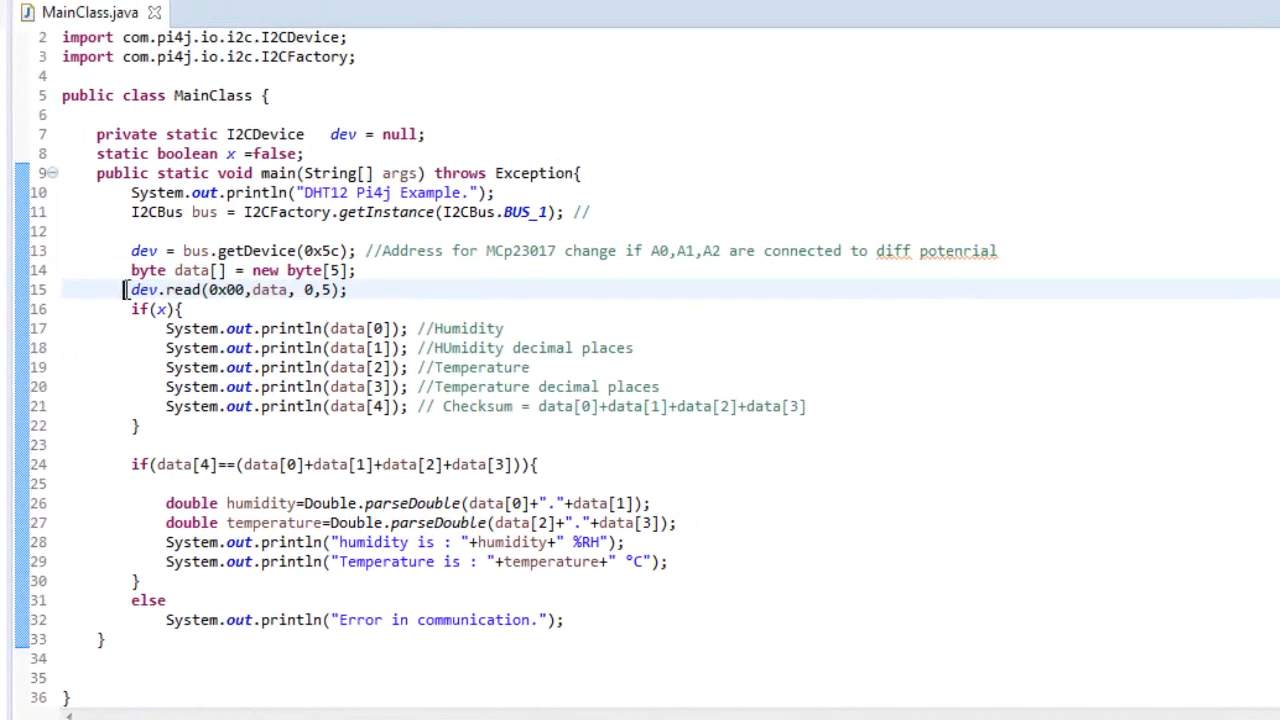 MainClass.java
2 import com.pi4j.io.i2c.I2CDevice;
3 import com.pi4j.io.i2c.I2CFactory;
4
5 public class MainClass {
6
7 private static I2CDevice dev = null;
8 static boolean x =false;
9 public static void main(String[] args) throws Exception{
10 System.out.println("DHT12 Pi4j Example.");
11 I2CBus bus = I2CFactory.getInstance(I2CBus.BUS_1); //
12
13 dev = bus.getDevice(0x5c); //Address for MCp23017 change if A0,A1,A2 are connected to diff potenrial
14 byte data[] = new byte[5];
15 dev.read(0x00,data, 0,5);
16 if(x){
17 System.out.println(data[0]); //Humidity
18 System.out.println(data[1]); //HUmidity decimal places
19 System.out.println(data[2]); //Temperature
20 System.out.println(data[3]); //Temperature decimal places
21 System.out.println(data[4]); // Checksum = data[0]+data[1]+data[2]+data[3]
22 }
23
24 if(data[4]==(data[0]+data[1]+data[2]+data[3])){
25
26 double humidity=Double.parseDouble(data[0]+"."+data[1]);
27 double temperature=Double.parseDouble(data[2]+"."+data[3]);
28 System.out.println("humidity is : "+humidity+" %RH");
29 System.out.println("Temperature is : "+temperature+" °C");
30 }
31 else
32 System.out.println("Error in communication.");
33 }
34
35
36 }